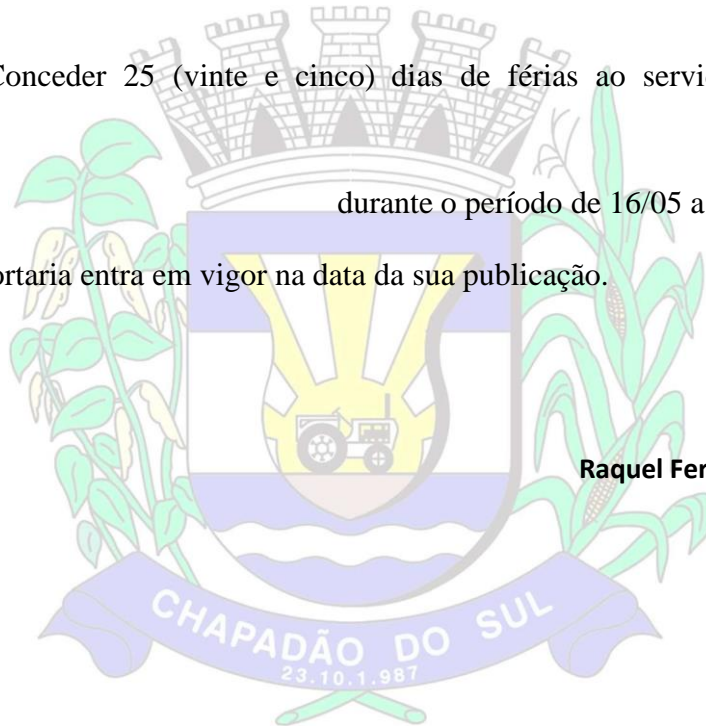 Conceder 25 (vinte e cinco) dias de férias ao servi
durante o período de 16/05 a
ortaria entra em vigor na data da sua publicação.
Raquel Fer
CHAPADÃO DO SUL
23.10.1.987